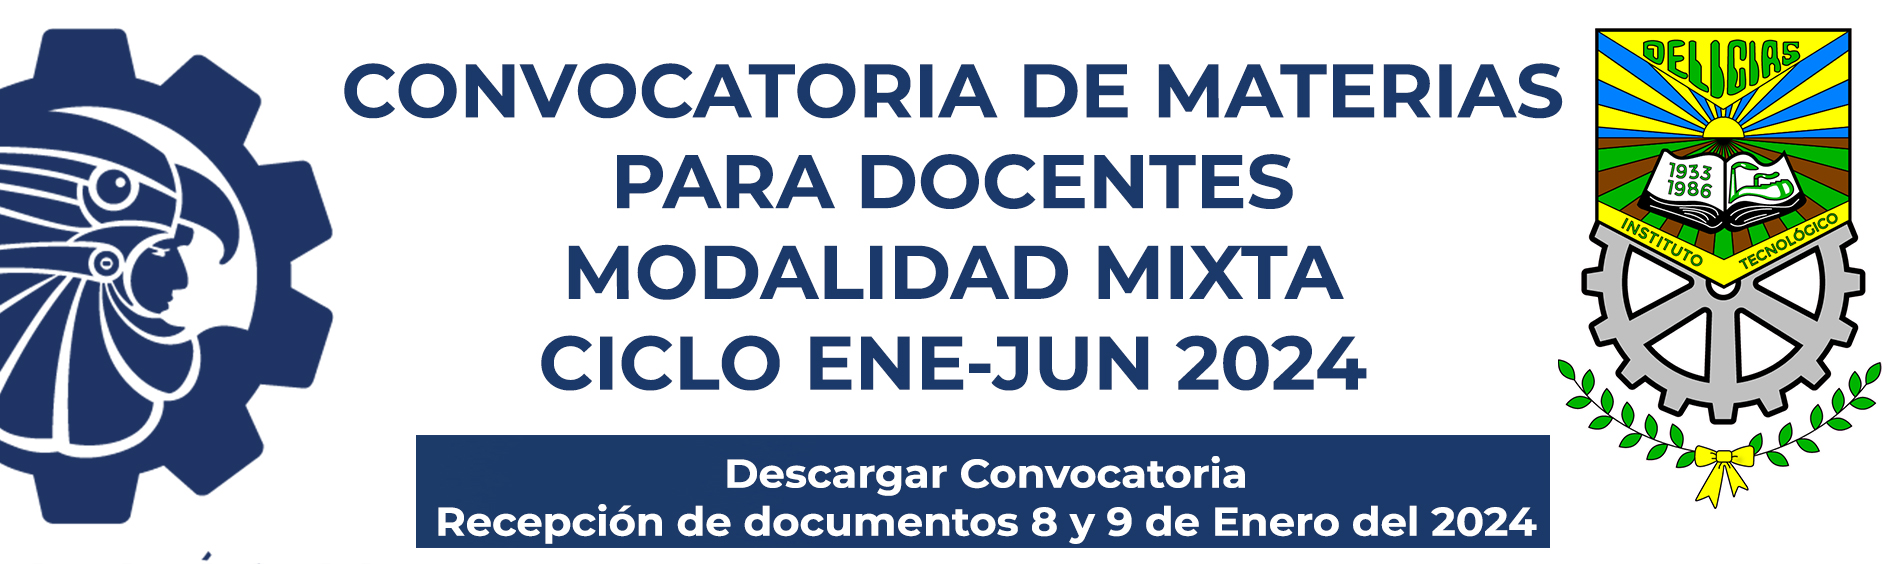 CONVOCATORIA DE MATERIAS
PARA DOCENTES
MODALIDAD MIXTA
CICLO ENE-JUN 2024
Descargar Convocatoria
Recepción de documentos 8 y 9 de Enero del 2024
DELICIAS
1933
1986
INSTITUTO TECNOLÓGICO